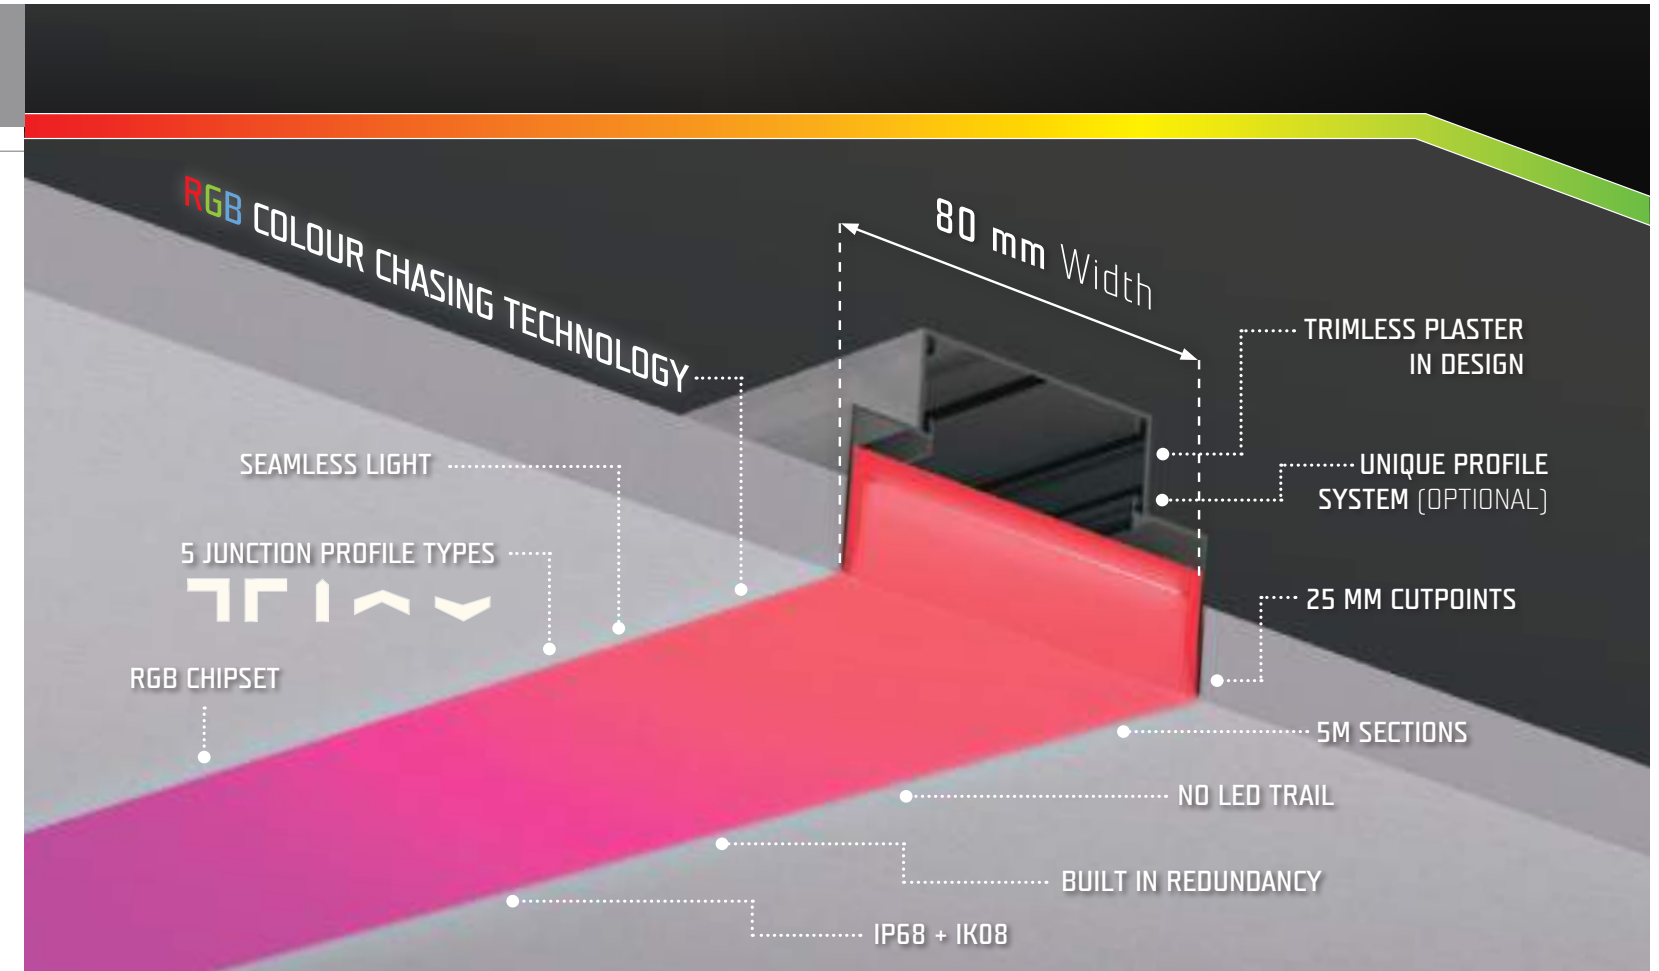 RGB COLOUR CHASING TECHNOLOGY
80 mm Width
TRIMLESS PLASTER
IN DESIGN
SEAMLESS LIGHT
UNIQUE PROFILE
SYSTEM (OPTIONAL)
5 JUNCTION PROFILE TYPES
25 MM CUTPOINTS
RGB CHIPSET
5M SECTIONS
NO LED TRAIL
BUILT IN REDUNDANCY
IP68 + IK08